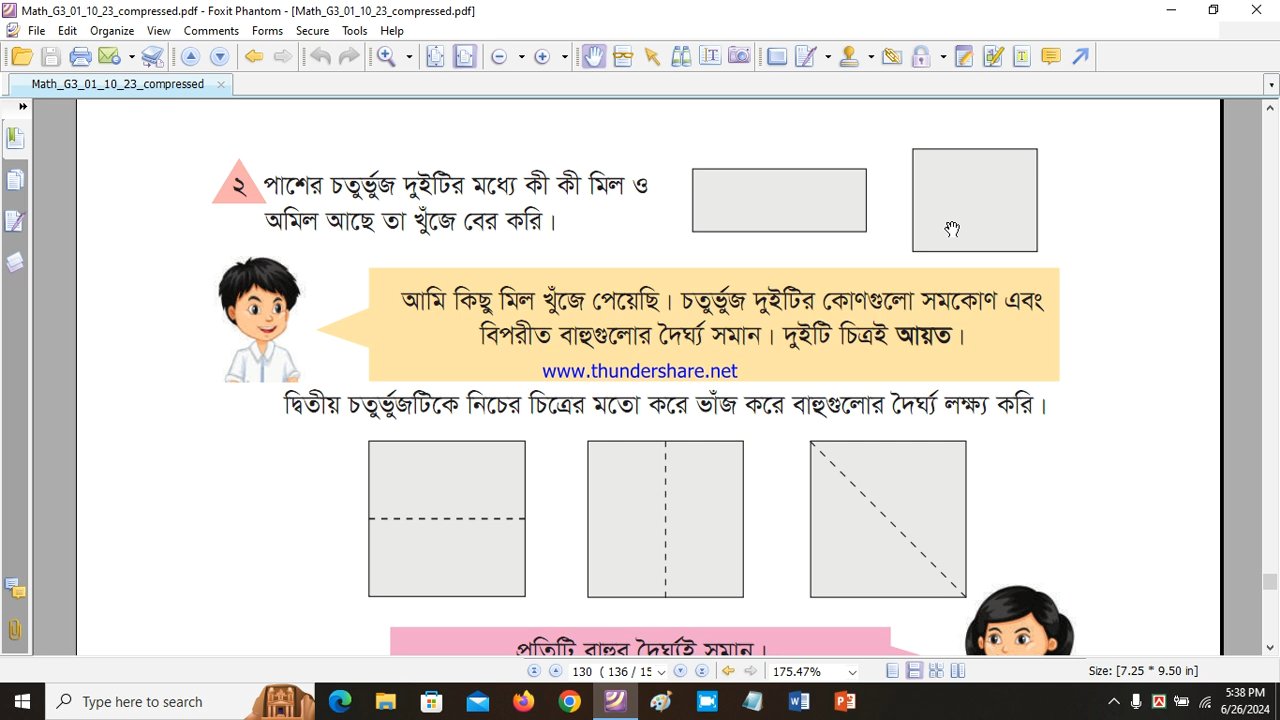 Math_G3_01_10_23_compressed.pdf - Foxit Phantom - [Math_G3_01_10_23_compressed.pdf]
File Edit View Organize Comments Forms Secure Tools Help
Math_G3_01_10_23_compressed
২ পাশের চতুর্ভুজ দুইটির মধ্যে কী কী মিল ও
অমিল আছে তা খুঁজে বের করি।
আমি কিছু মিল খুঁজে পেয়েছি। চতুর্ভুজ দুইটির কোণগুলো সমকোণ এবং
বিপরীত বাহুগুলোর দৈর্ঘ্য সমান। দুইটি চিত্রই আয়ত।
www.thundershare.net
দ্বিতীয় চতুর্ভুজটিকে নিচের চিত্রের মতো করে ভাঁজ করে বাহুগুলোর দৈর্ঘ্য লক্ষ্য করি।
প্রতিটি বাহুর দৈর্ঘ্যই সমান।
130 ( 136 / 15 175.47% Size: [7.25 * 9.50 in]
Type here to search
5:38 PM
6/26/2024